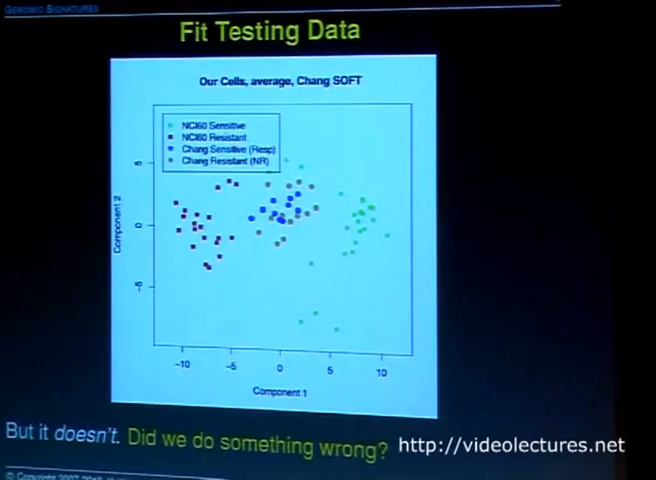 GENOMIC SIGNATURES
Fit Testing Data
Our Cells, average, Chang SOFT
NCI60 Sensitive
NCI60 Resistant
Chang Sensitive (Resp)
Chang Resistant (NR)
Component 2
5
0
-5
-10 -5 0 5 10
Component 1
But it doesn't. Did we do something wrong?
http://videolectures.net
© Copyright 2007